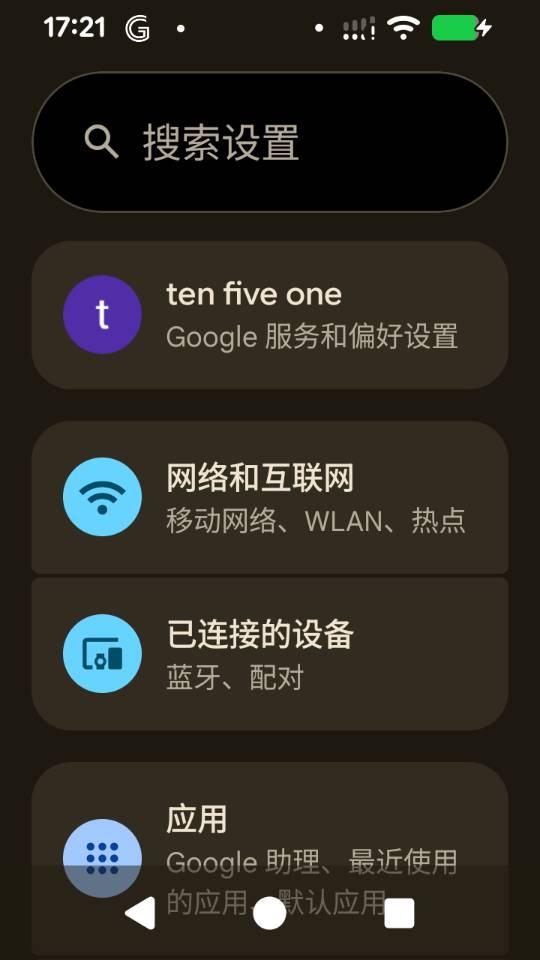 17:21
搜索设置
t
ten five one
Google 服务和偏好设置
网络和互联网
移动网络、WLAN、热点
已连接的设备
蓝牙、配对
应用
Google 助理、最近使用
的应用、默认应用